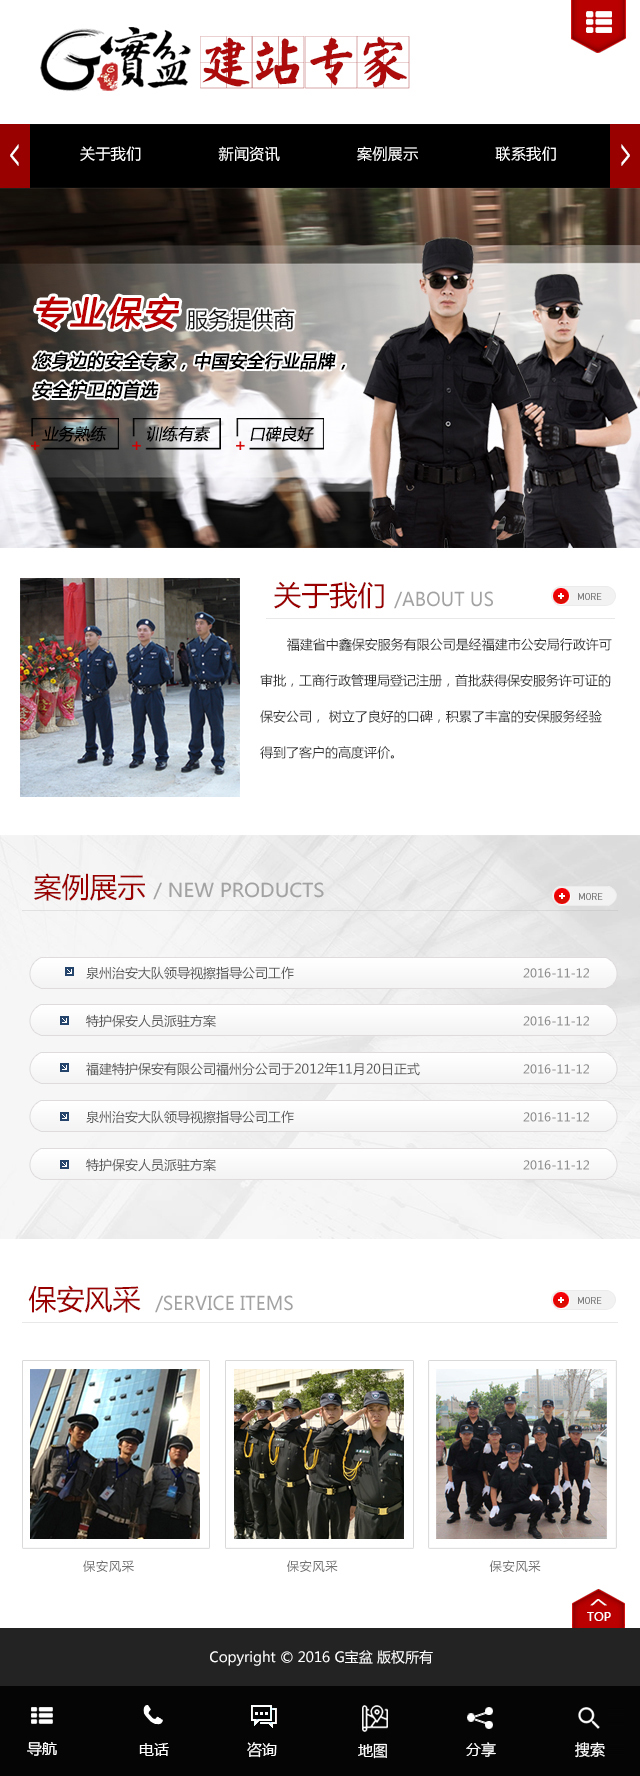 G寶盆 建站专家
关于我们 新闻资讯 案例展示 联系我们
专业保安 服务提供商
您身边的安全专家，中国安全行业品牌，
安全护卫的首选
业务熟练 训练有素 口碑良好
关于我们 /ABOUT US MORE
福建省中鑫保安服务有限公司是经福建市公安局行政许可
审批，工商行政管理局登记注册，首批获得保安服务许可证的
保安公司， 树立了良好的口碑，积累了丰富的安保服务经验
得到了客户的高度评价。
案例展示 / NEW PRODUCTS MORE
泉州治安大队领导视擦指导公司工作 2016-11-12
特护保安人员派驻方案 2016-11-12
福建特护保安有限公司福州分公司于2012年11月20日正式 2016-11-12
泉州治安大队领导视擦指导公司工作 2016-11-12
特护保安人员派驻方案 2016-11-12
保安风采 /SERVICE ITEMS MORE
保安风采 保安风采 保安风采
TOP
Copyright © 2016 G宝盆 版权所有
导航 电话 咨询 地图 分享 搜索